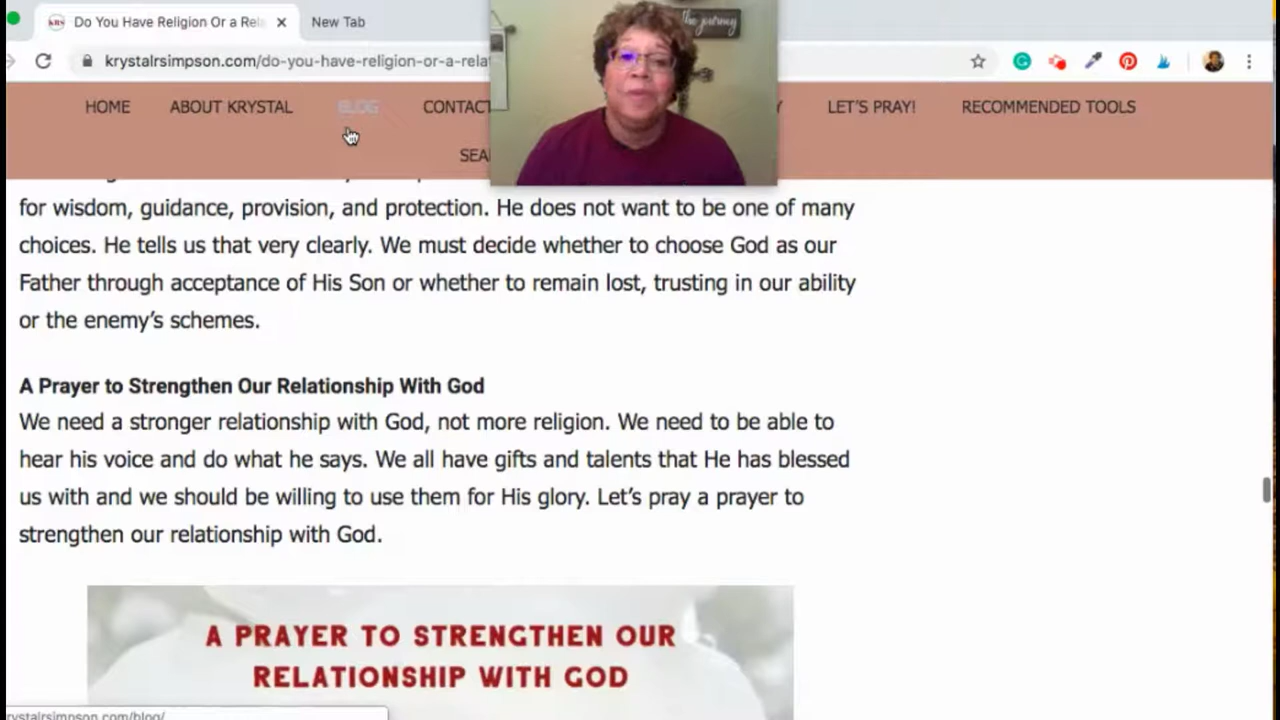 Do You Have Religion Or a Rela
New Tab
the journey
krystalrsimpson.com/do-you-have-religion-or-a-rela
HOME
ABOUT KRYSTAL
BLOG
CONTACT
LET'S PRAY!
RECOMMENDED TOOLS
for wisdom, guidance, provision, and protection. He does not want to be one of many
choices. He tells us that very clearly. We must decide whether to choose God as our
Father through acceptance of His Son or whether to remain lost, trusting in our ability
or the enemy's schemes.
A Prayer to Strengthen Our Relationship With God
We need a stronger relationship with God, not more religion. We need to be able to
hear his voice and do what he says. We all have gifts and talents that He has blessed
us with and we should be willing to use them for His glory. Let's pray a prayer to
strengthen our relationship with God.
A PRAYER TO STRENGTHEN OUR
RELATIONSHIP WITH GOD
rystalrsimpson.com/blog/